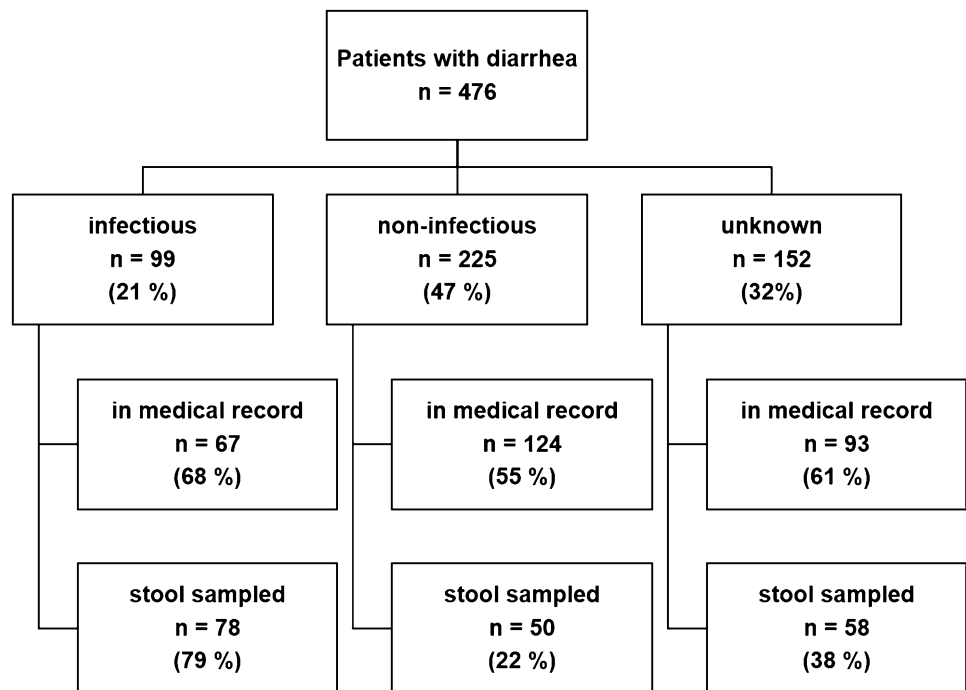 Patients with diarrhea
n = 476
infectious
n = 99
(21 %)
non-infectious
n = 225
(47 %)
unknown
n = 152
(32%)
in medical record
n = 67
(68 %)
in medical record
n = 124
(55 %)
in medical record
n = 93
(61 %)
stool sampled
n = 78
(79 %)
stool sampled
n = 50
(22 %)
stool sampled
n = 58
(38 %)